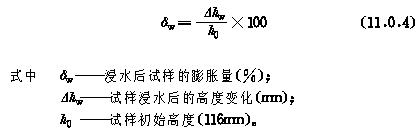 δw = Δhw / h0 × 100 (11.0.4)
式中 δw——浸水后试样的膨胀量(%);
Δhw——试样浸水后的高度变化(mm);
h0——试样初始高度(116mm)。